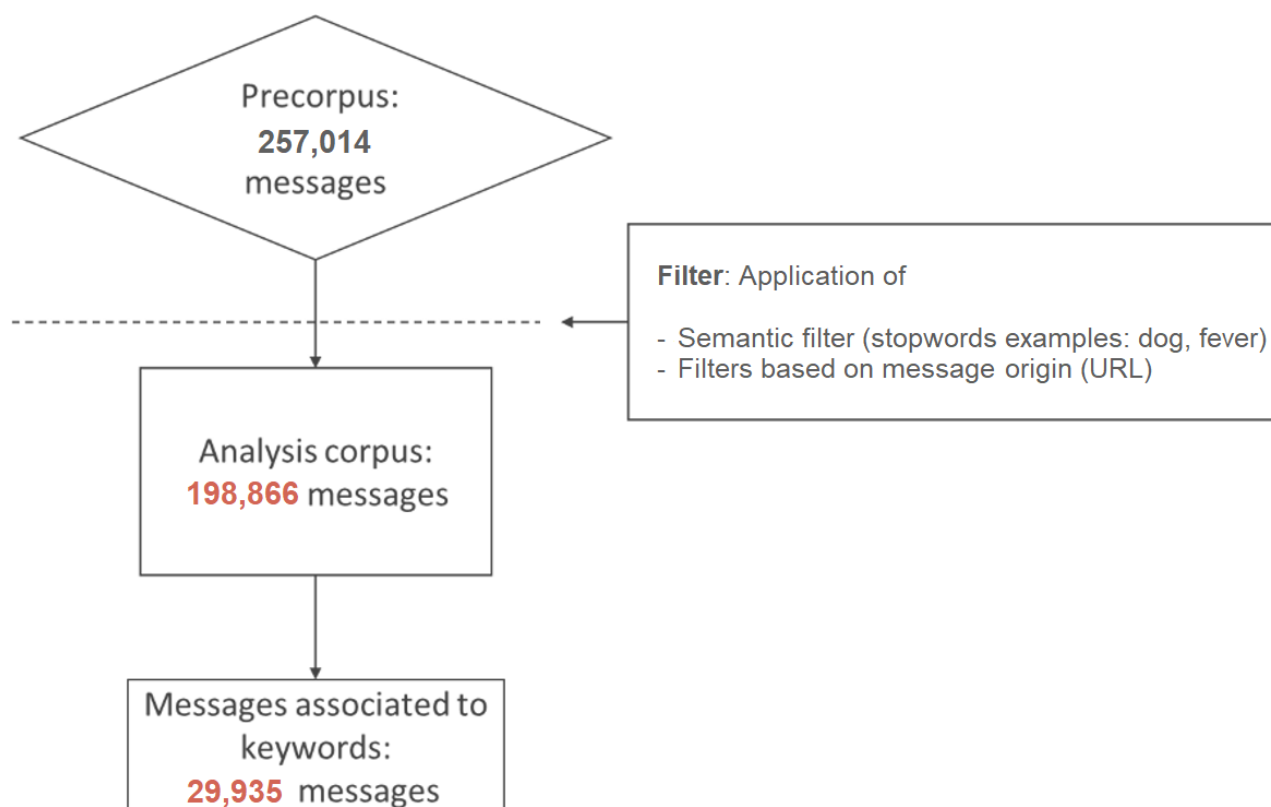 Precorpus:
257,014
messages
Filter: Application of
- Semantic filter (stopwords examples: dog, fever)
- Filters based on message origin (URL)
Analysis corpus:
198,866 messages
Messages associated to
keywords:
29,935 messages